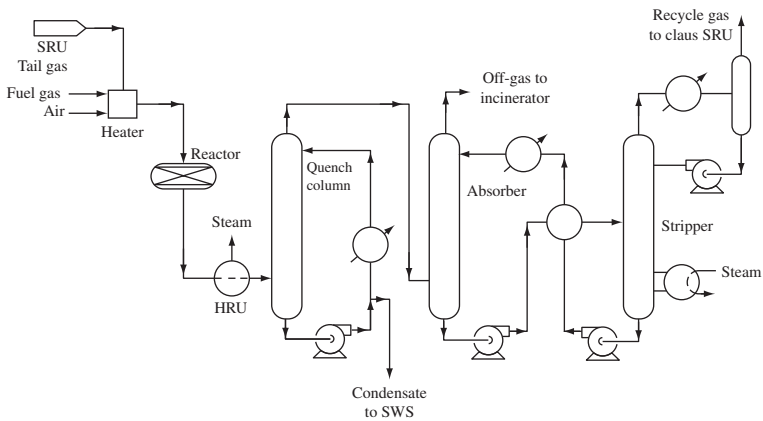 SRU
Tail gas
Fuel gas
Air
Heater
Reactor
Steam
HRU
Quench
column
Condensate
to SWS
Off-gas to
incinerator
Absorber
Recycle gas
to claus SRU
Stripper
Steam